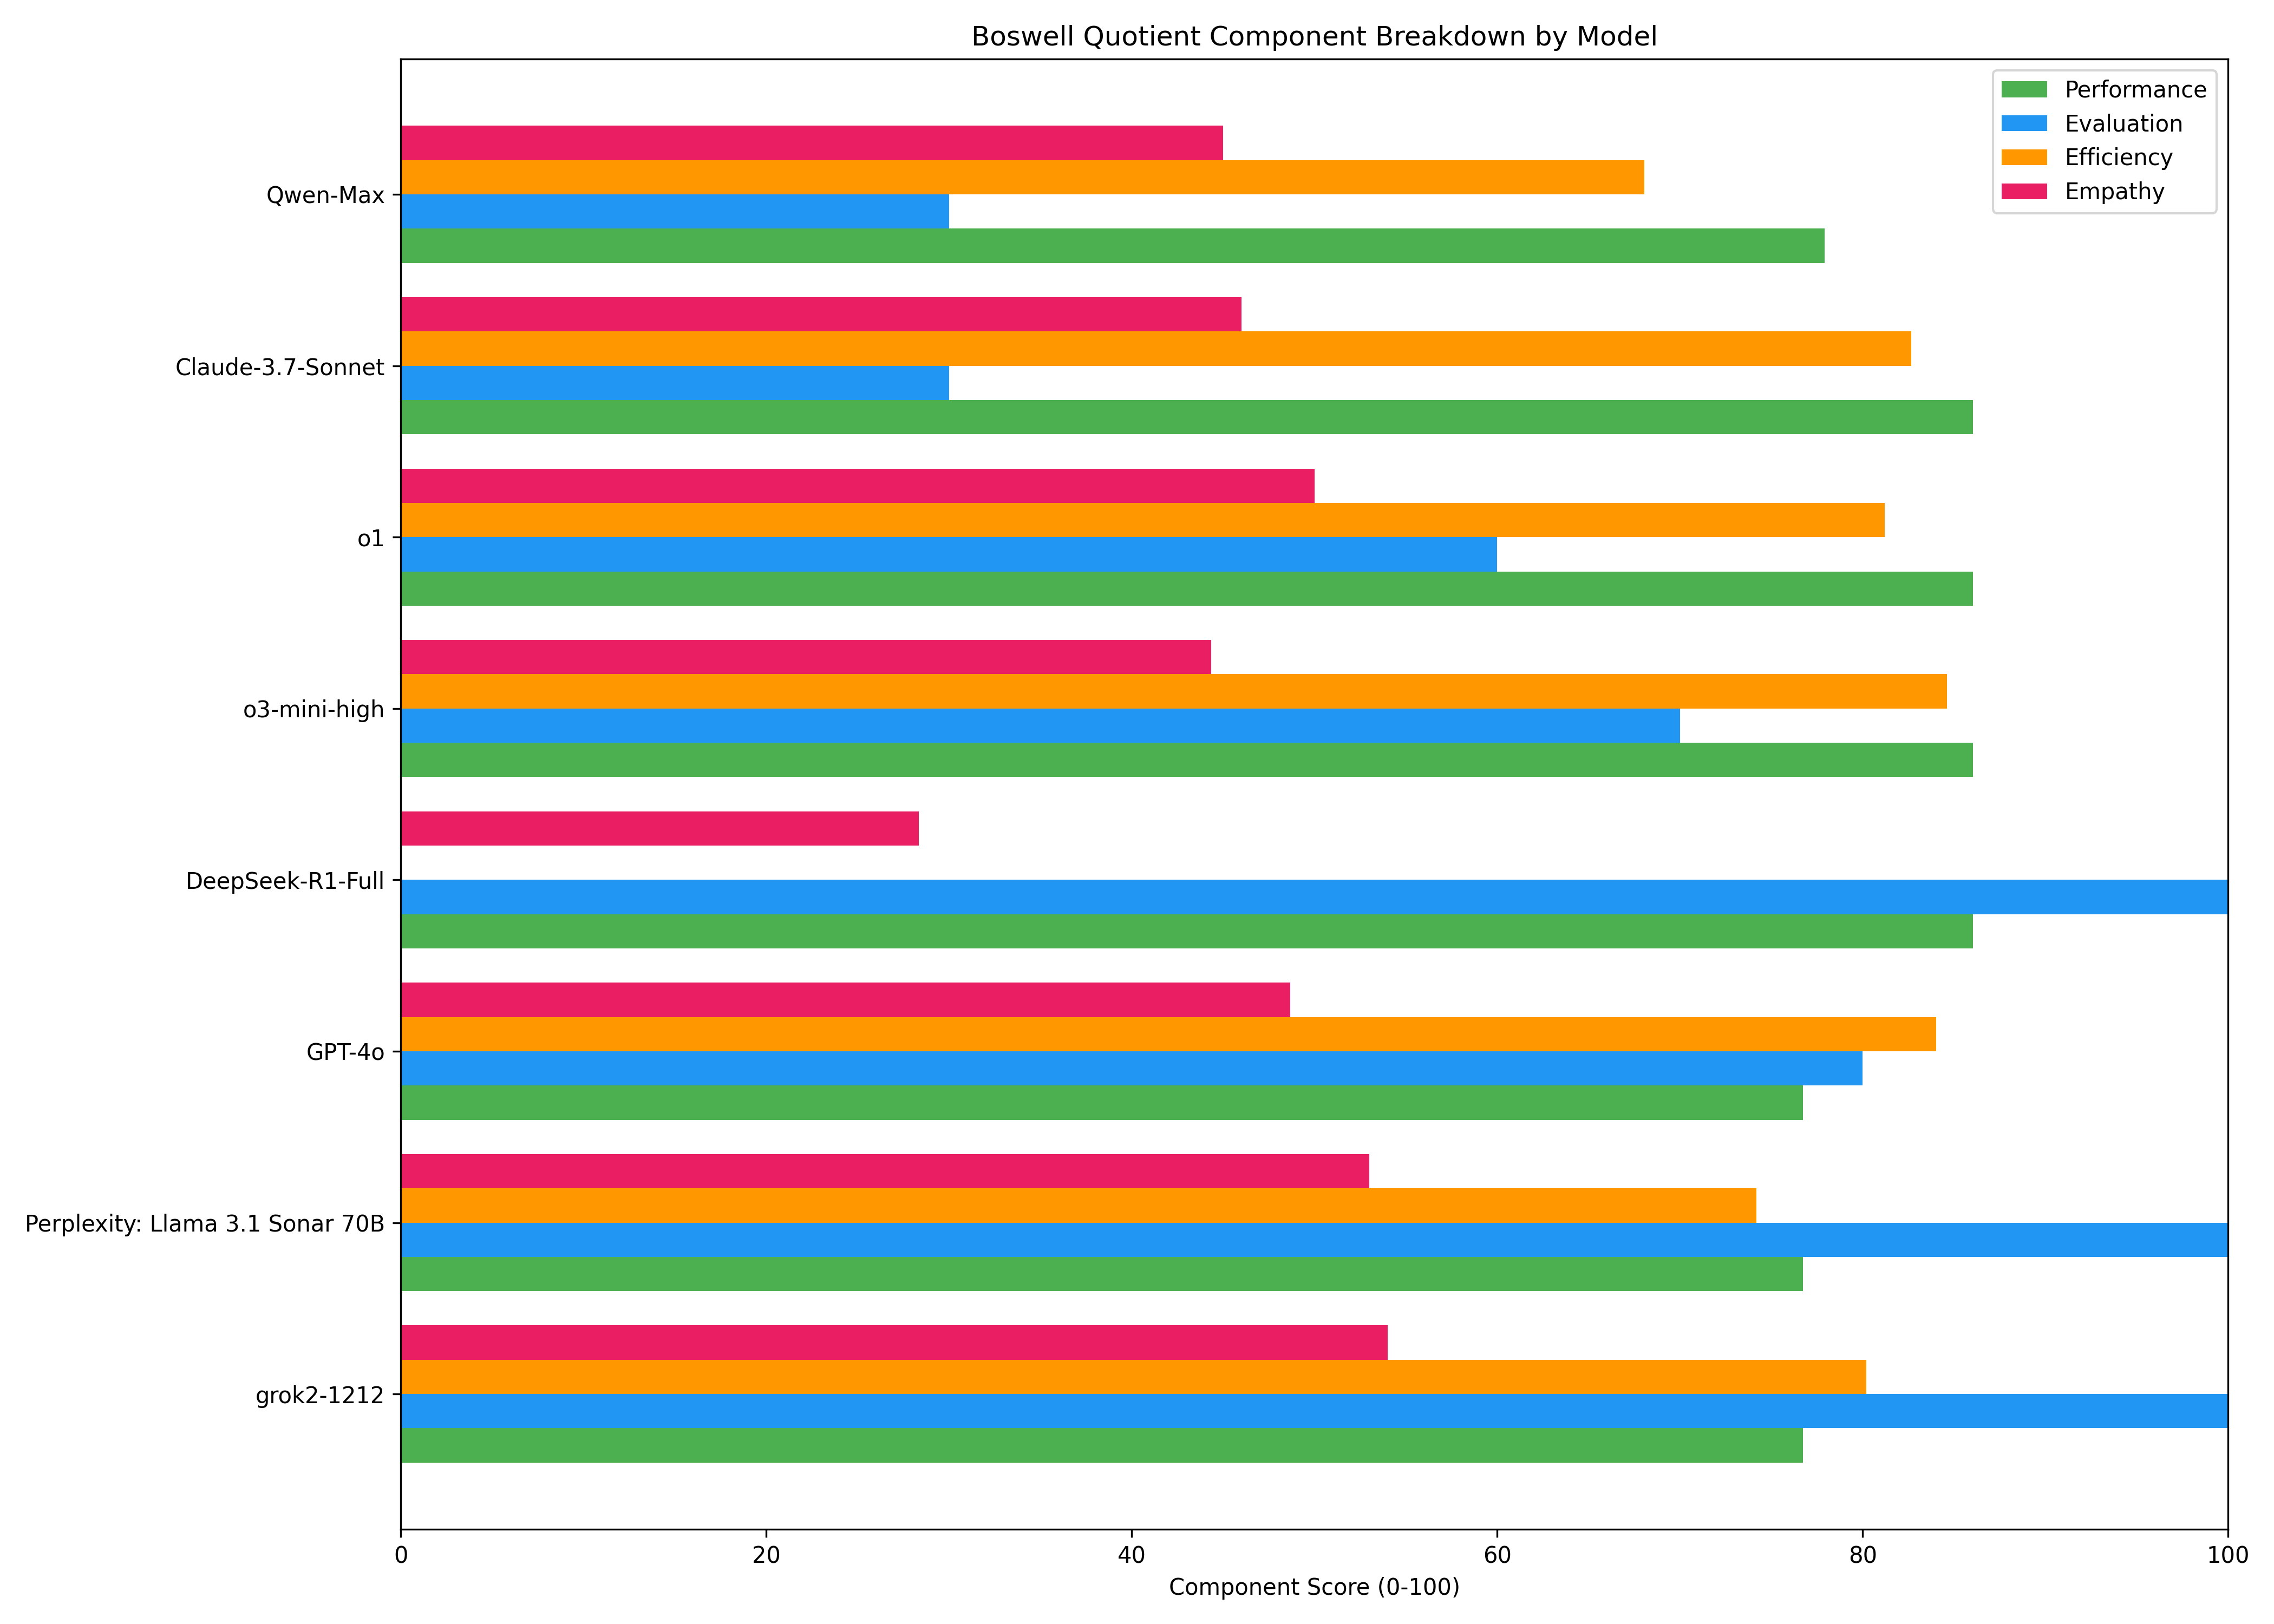 Boswell Quotient Component Breakdown by Model
Performance
Evaluation
Efficiency
Empathy
Qwen-Max
Claude-3.7-Sonnet
o1
o3-mini-high
DeepSeek-R1-Full
GPT-4o
Perplexity: Llama 3.1 Sonar 70B
grok2-1212
0 20 40 60 80 100
Component Score (0-100)